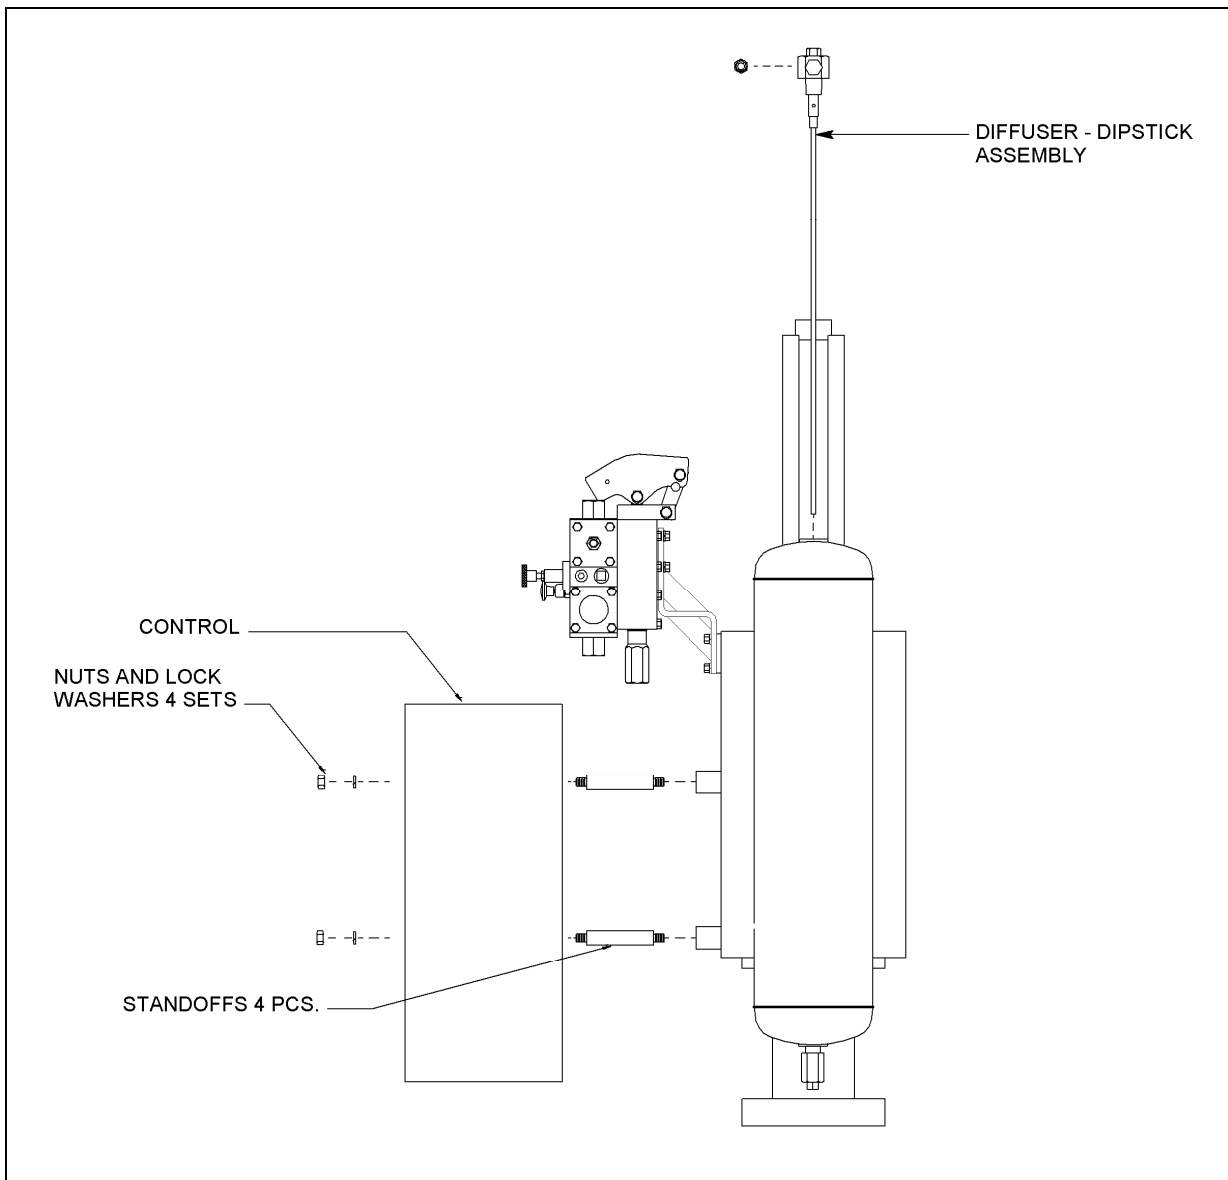 DIFFUSER - DIPSTICK
ASSEMBLY
CONTROL
NUTS AND LOCK
WASHERS 4 SETS
STANDOFFS 4 PCS.